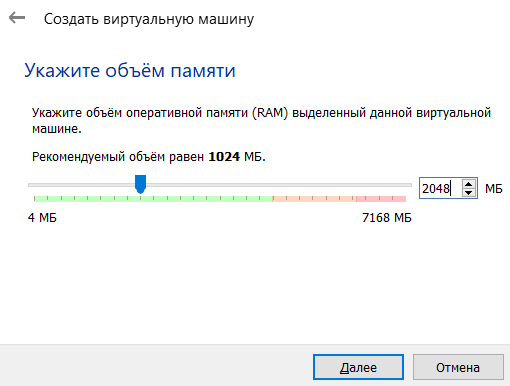 Создать виртуальную машину
Укажите объём памяти
Укажите объём оперативной памяти (RAM) выделенный данной виртуальной
машине.
Рекомендуемый объём равен 1024 МБ.
2048 МБ
4 МБ 7168 МБ
Далее Отмена